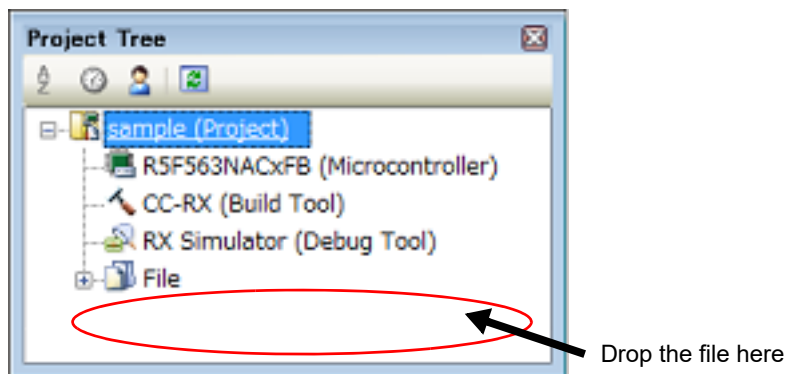 Project Tree
A
Z
sample (Project)
R5F563NACxFB (Microcontroller)
CC-RX (Build Tool)
RX Simulator (Debug Tool)
File
Drop the file here